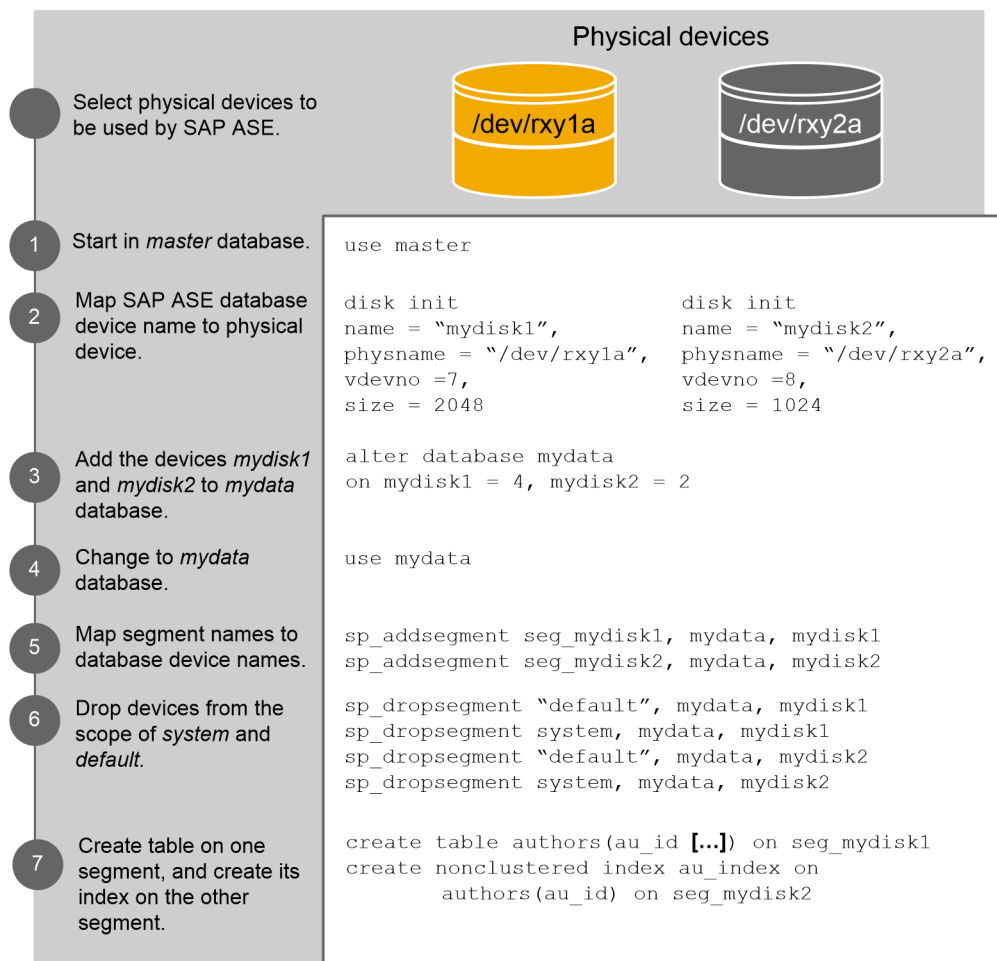 Physical devices
/dev/rxy1a
/dev/rxy2a
Select physical devices to
be used by SAP ASE.
1
Start in master database.
use master
2
Map SAP ASE database
device name to physical
device.
disk init
name = “mydisk1”,
physname = “/dev/rxy1a”,
vdevno =7,
size = 2048
disk init
name = “mydisk2”,
physname = “/dev/rxy2a”,
vdevno =8,
size = 1024
3
Add the devices mydisk1
and mydisk2 to mydata
database.
alter database mydata
on mydisk1 = 4, mydisk2 = 2
4
Change to mydata
database.
use mydata
5
Map segment names to
database device names.
sp_addsegment seg_mydisk1, mydata, mydisk1
sp_addsegment seg_mydisk2, mydata, mydisk2
6
Drop devices from the
scope of system and
default.
sp_dropsegment “default”, mydata, mydisk1
sp_dropsegment system, mydata, mydisk1
sp_dropsegment “default”, mydata, mydisk2
sp_dropsegment system, mydata, mydisk2
7
Create table on one
segment, and create its
index on the other
segment.
create table authors(au_id [...]) on seg_mydisk1
create nonclustered index au_index on
authors(au_id) on seg_mydisk2